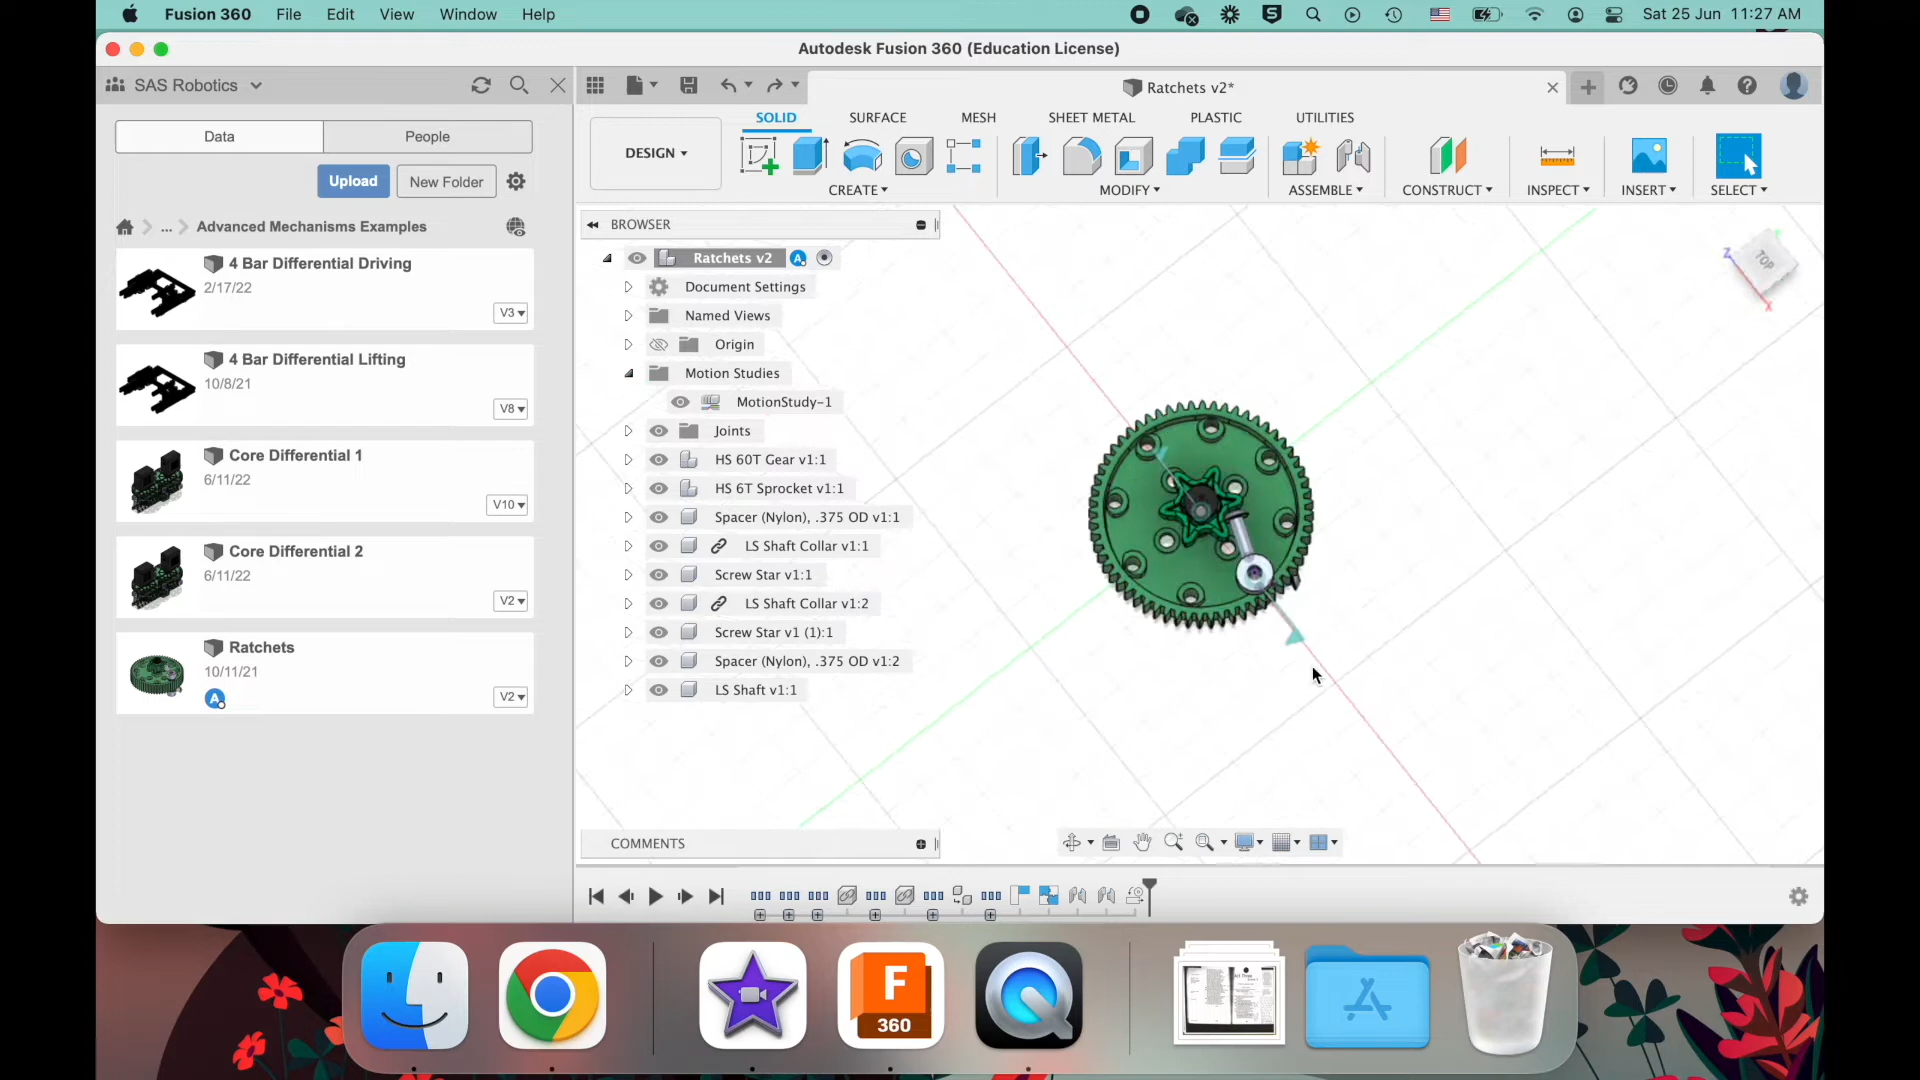 Fusion 360 File Edit View Window Help Sat 25 Jun 11:27 AM
Autodesk Fusion 360 (Education License)
SAS Robotics
Data People
Upload New Folder
... Advanced Mechanisms Examples
4 Bar Differential Driving
2/17/22
V3
4 Bar Differential Lifting
10/8/21
V8
Core Differential 1
6/11/22
V10
Core Differential 2
6/11/22
V2
Ratchets
10/11/21
A
V2
Ratchets v2*
SOLID SURFACE MESH SHEET METAL PLASTIC UTILITIES
DESIGN
CREATE MODIFY ASSEMBLE CONSTRUCT INSPECT INSERT SELECT
BROWSER
Ratchets v2 A
Document Settings
Named Views
Origin
Motion Studies
MotionStudy-1
Joints
HS 60T Gear v1:1
HS 6T Sprocket v1:1
Spacer (Nylon), .375 OD v1:1
LS Shaft Collar v1:1
Screw Star v1:1
LS Shaft Collar v1:2
Screw Star v1 (1):1
Spacer (Nylon), .375 OD v1:2
LS Shaft v1:1
TOP
Z
X
COMMENTS
F
360